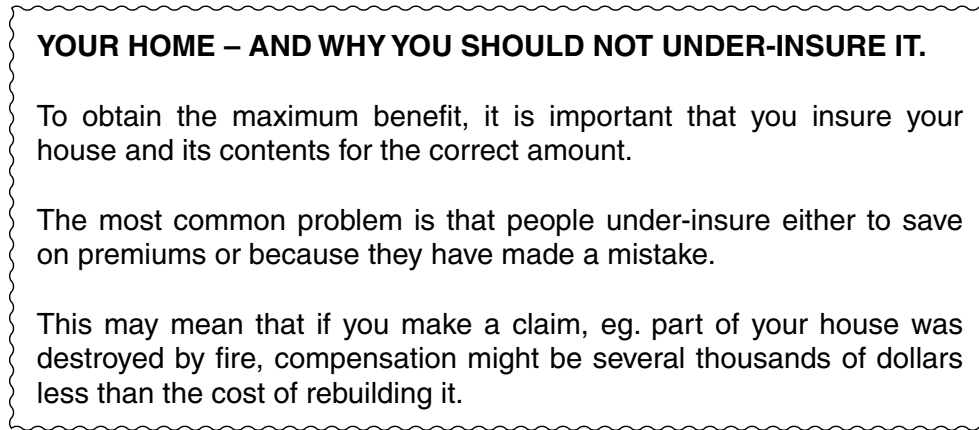 YOUR HOME – AND WHY YOU SHOULD NOT UNDER-INSURE IT.
To obtain the maximum benefit, it is important that you insure your
house and its contents for the correct amount.
The most common problem is that people under-insure either to save
on premiums or because they have made a mistake.
This may mean that if you make a claim, eg. part of your house was
destroyed by fire, compensation might be several thousands of dollars
less than the cost of rebuilding it.